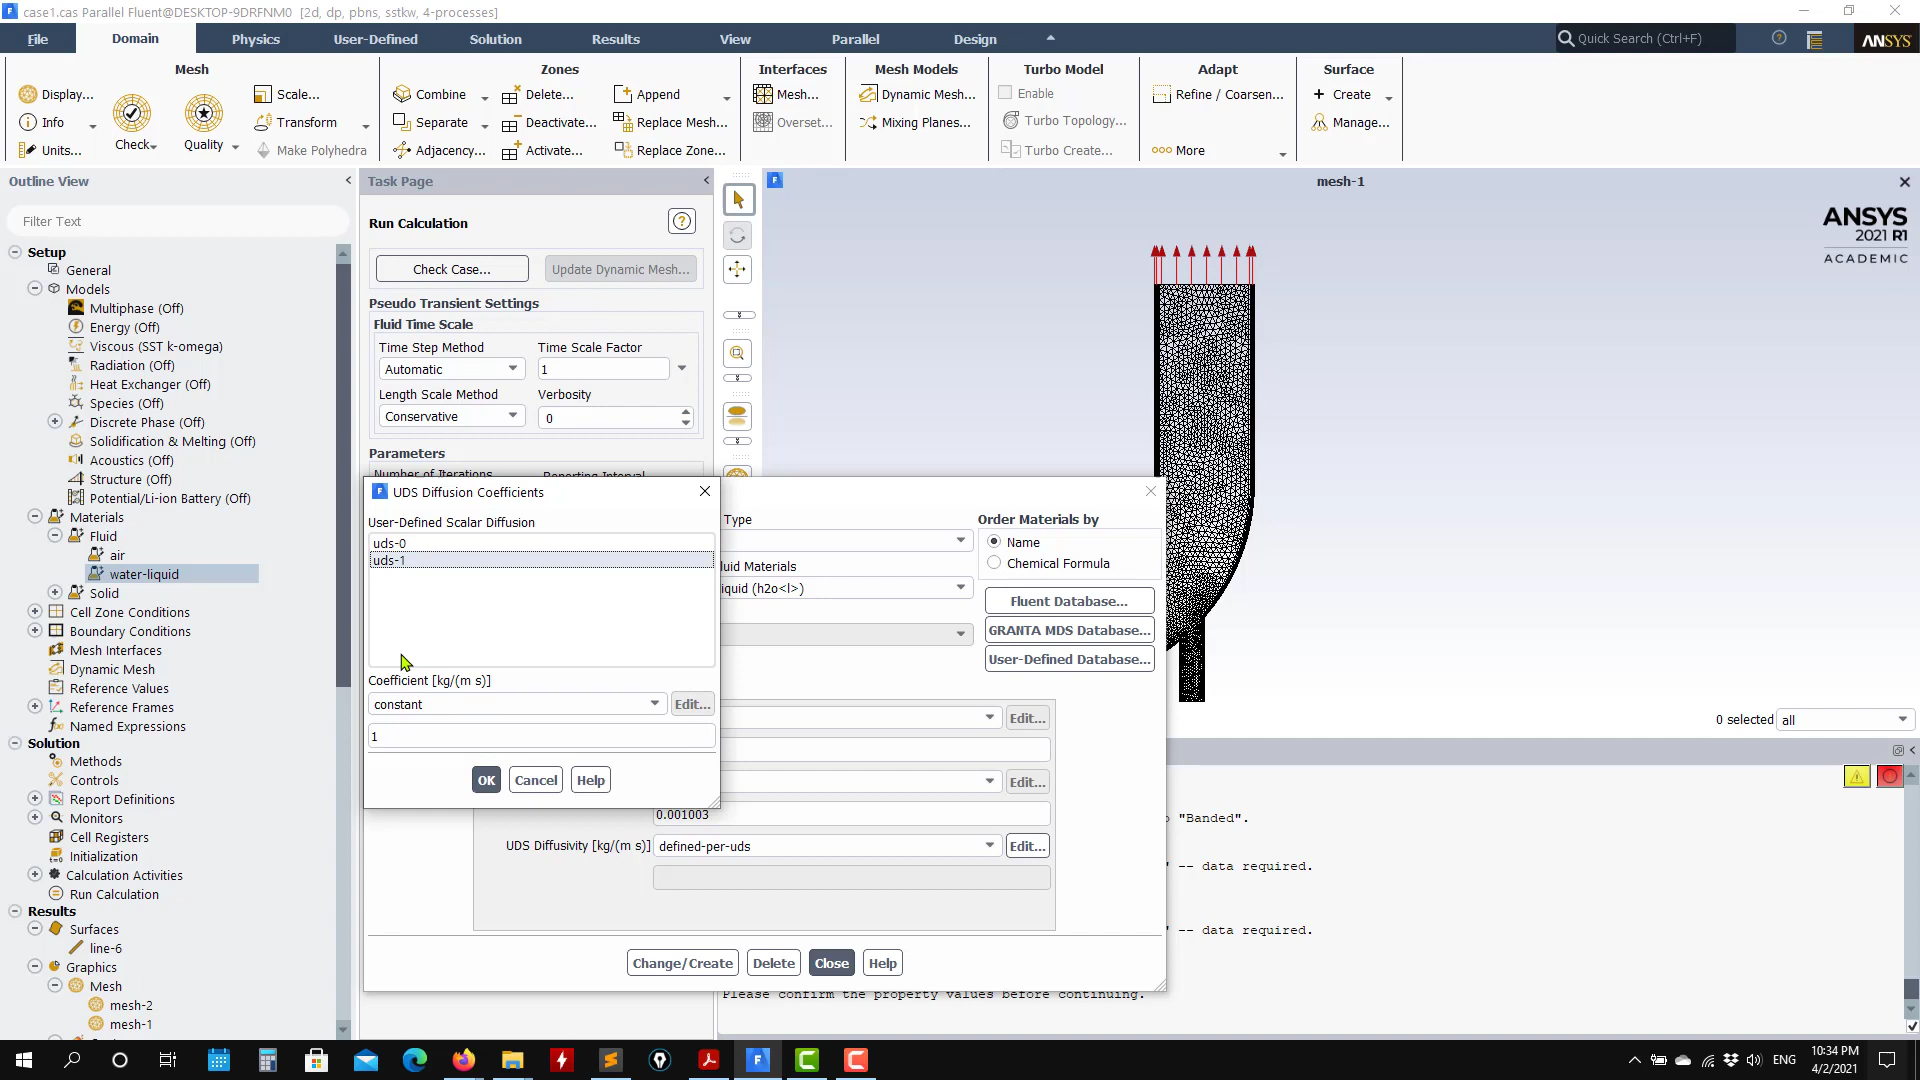 case1.cas Parallel Fluent@DESKTOP-9DRFNM0 [2d, dp, pbns, sstkw, 4-processes]
File Domain Physics User-Defined Solution Results View Parallel Design Quick Search (Ctrl+F) ANSYS
Mesh Zones Interfaces Mesh Models Turbo Model Adapt Surface
Display... Scale... Combine Delete... Append Mesh... Dynamic Mesh... Enable Refine / Coarsen... Create
Info Transform Separate Deactivate... Replace Mesh... Overset... Mixing Planes... Turbo Topology... Manage...
Units... Check Quality Make Polyhedra Adjacency... Activate... Replace Zone... Turbo Create... More
Outline View
Filter Text
Setup
General
Models
Multiphase (Off)
Energy (Off)
Viscous (SST k-omega)
Radiation (Off)
Heat Exchanger (Off)
Species (Off)
Discrete Phase (Off)
Solidification & Melting (Off)
Acoustics (Off)
Structure (Off)
Potential/Li-ion Battery (Off)
Materials
Fluid
air
water-liquid
Solid
Cell Zone Conditions
Boundary Conditions
Mesh Interfaces
Dynamic Mesh
Reference Values
Reference Frames
Named Expressions
Solution
Methods
Controls
Report Definitions
Monitors
Cell Registers
Initialization
Calculation Activities
Run Calculation
Results
Surfaces
line-6
Graphics
Mesh
mesh-2
mesh-1
Task Page
Run Calculation
Check Case... Update Dynamic Mesh...
Pseudo Transient Settings
Fluid Time Scale
Time Step Method Time Scale Factor
Automatic 1
Length Scale Method Verbosity
Conservative 0
Parameters
Number of Iterations Reporting Interval
UDS Diffusion Coefficients
User-Defined Scalar Diffusion
uds-0
uds-1
Coefficient [kg/(m s)]
constant Edit...
1
OK Cancel Help
Type
Order Materials by
Name
Chemical Formula
Fluid Materials
iquid (h2o<l>)
Fluent Database...
GRANTA MDS Database...
User-Defined Database...
Edit...
Edit...
0.001003
UDS Diffusivity [kg/(m s)] defined-per-uds Edit...
Change/Create Delete Close Help
mesh-1
ANSYS
2021 R1
ACADEMIC
0 selected all
"Banded".
-- data required.
-- data required.
Please confirm the property values before continuing.
ENG
10:34 PM
4/2/2021